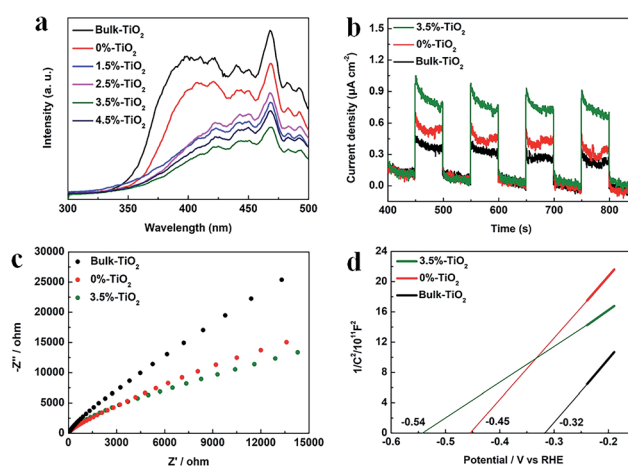 a
Bulk-TiO₂
0%-TiO₂
1.5%-TiO₂
2.5%-TiO₂
3.5%-TiO₂
4.5%-TiO₂
Intensity (a. u.)
300 350 400 450 500
Wavelength (nm)
b
3.5%-TiO₂
0%-TiO₂
Bulk-TiO₂
Current density (μA cm⁻²)
1.5
1.2
0.9
0.6
0.3
0.0
400 500 600 700 800
Time (s)
c
Bulk-TiO₂
0%-TiO₂
3.5%-TiO₂
-Z'' / ohm
30000
25000
20000
15000
10000
5000
0
0 3000 6000 9000 12000 15000
Z' / ohm
d
3.5%-TiO₂
0%-TiO₂
Bulk-TiO₂
1/C²/10¹¹F²
24
20
16
12
8
4
0
-0.54 -0.45 -0.32
-0.6 -0.5 -0.4 -0.3 -0.2
Potential / V vs RHE